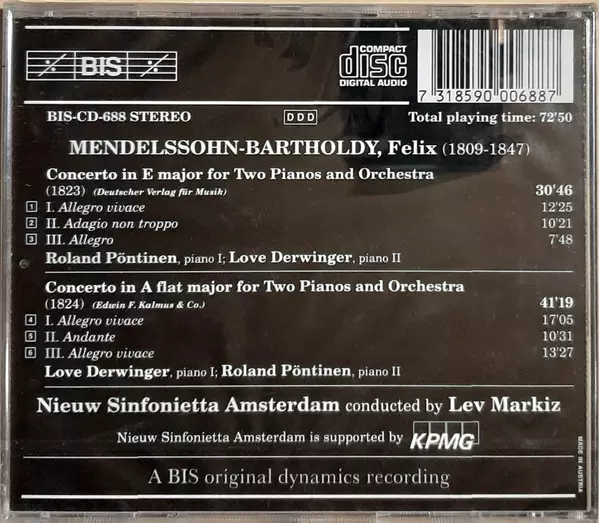 BIS
COMPACT
disc
DIGITAL AUDIO
7 318590 006887
BIS-CD-688 STEREO DDD Total playing time: 72'50
MENDELSSOHN-BARTHOLDY, Felix (1809-1847)
Concerto in E major for Two Pianos and Orchestra
(1823) (Deutscher Verlag für Musik) 30'46
1 I. Allegro vivace 12'25
2 II. Adagio non troppo 10'21
3 III. Allegro 7'48
Roland Pöntinen, piano I; Love Derwinger, piano II
Concerto in A flat major for Two Pianos and Orchestra
(1824) (Edwin F. Kalmus & Co.) 41'19
4 I. Allegro vivace 17'05
5 II. Andante 10'31
6 III. Allegro vivace 13'27
Love Derwinger, piano I; Roland Pöntinen, piano II
Nieuw Sinfonietta Amsterdam conducted by Lev Markiz
Nieuw Sinfonietta Amsterdam is supported by KPMG
A BIS original dynamics recording
MADE IN AUSTRIA